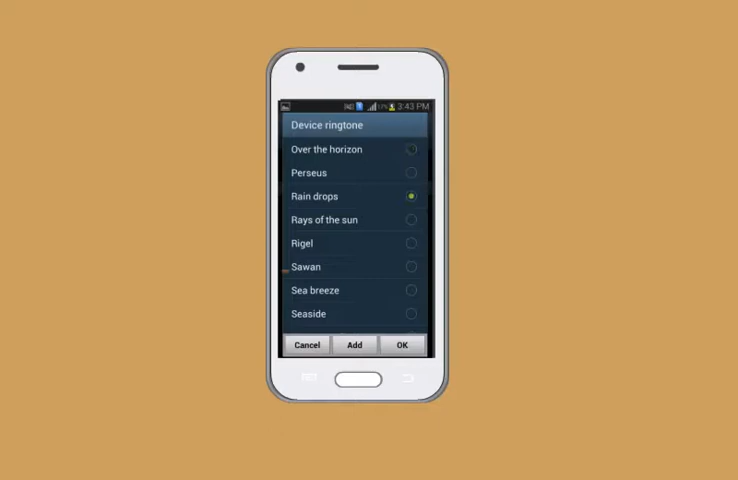 3:43 PM
Device ringtone
Over the horizon
Perseus
Rain drops
Rays of the sun
Rigel
Sawan
Sea breeze
Seaside
Cancel Add OK